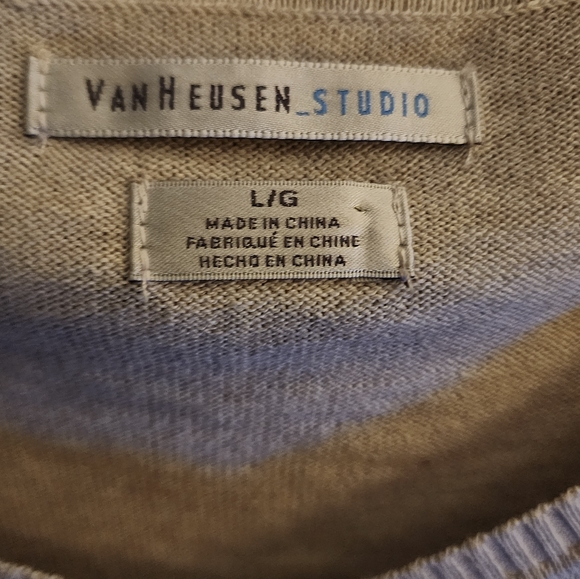 VAN HEUSEN_STUDIO
L/G
MADE IN CHINA
FABRIQUÉ EN CHINE
HECHO EN CHINA